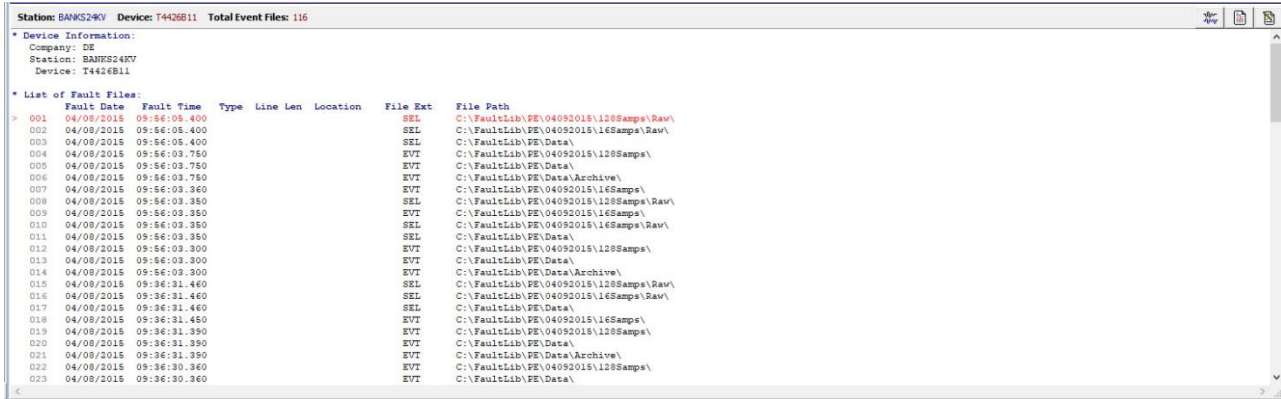 Station: BANKS24KV Device: T4426B11 Total Event Files: 116
* Device Information:
Company: DE
Station: BANKS24KV
Device: T4426B11
* List of Fault Files:
Fault Date Fault Time Type Line Len Location File Ext File Path
> 001 04/08/2015 09:56:05.400 SEL C:\FaultLib\PE\04092015\128Samps\Raw\
002 04/08/2015 09:56:05.400 SEL C:\FaultLib\PE\04092015\16Samps\Raw\
003 04/08/2015 09:56:05.400 SEL C:\FaultLib\PE\Data\
004 04/08/2015 09:56:03.750 EVT C:\FaultLib\PE\04092015\128Samps\
005 04/08/2015 09:56:03.750 EVT C:\FaultLib\PE\Data\
006 04/08/2015 09:56:03.750 EVT C:\FaultLib\PE\Data\Archive\
007 04/08/2015 09:56:03.360 EVT C:\FaultLib\PE\04092015\16Samps\
008 04/08/2015 09:56:03.350 SEL C:\FaultLib\PE\04092015\128Samps\Raw\
009 04/08/2015 09:56:03.350 EVT C:\FaultLib\PE\04092015\16Samps\
010 04/08/2015 09:56:03.350 SEL C:\FaultLib\PE\04092015\16Samps\Raw\
011 04/08/2015 09:56:03.350 SEL C:\FaultLib\PE\Data\
012 04/08/2015 09:56:03.300 EVT C:\FaultLib\PE\04092015\128Samps\
013 04/08/2015 09:56:03.300 EVT C:\FaultLib\PE\Data\
014 04/08/2015 09:56:03.300 EVT C:\FaultLib\PE\Data\Archive\
015 04/08/2015 09:36:31.460 SEL C:\FaultLib\PE\04092015\128Samps\Raw\
016 04/08/2015 09:36:31.460 SEL C:\FaultLib\PE\04092015\16Samps\Raw\
017 04/08/2015 09:36:31.460 SEL C:\FaultLib\PE\Data\
018 04/08/2015 09:36:31.450 EVT C:\FaultLib\PE\04092015\16Samps\
019 04/08/2015 09:36:31.390 EVT C:\FaultLib\PE\04092015\128Samps\
020 04/08/2015 09:36:31.390 EVT C:\FaultLib\PE\Data\
021 04/08/2015 09:36:31.390 EVT C:\FaultLib\PE\Data\Archive\
022 04/08/2015 09:36:30.360 EVT C:\FaultLib\PE\04092015\128Samps\
023 04/08/2015 09:36:30.360 EVT C:\FaultLib\PE\Data\